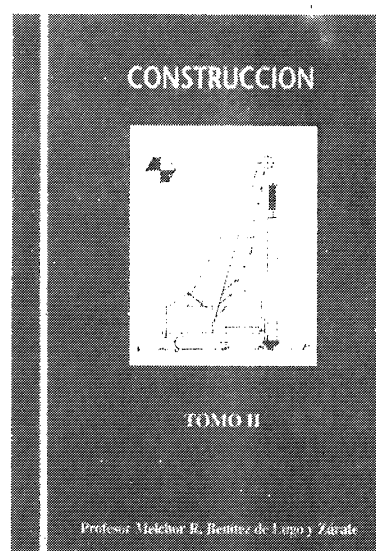 CONSTRUCCION
TOMO II
Profesor Melchor R. Benítez de Lugo y Zárate